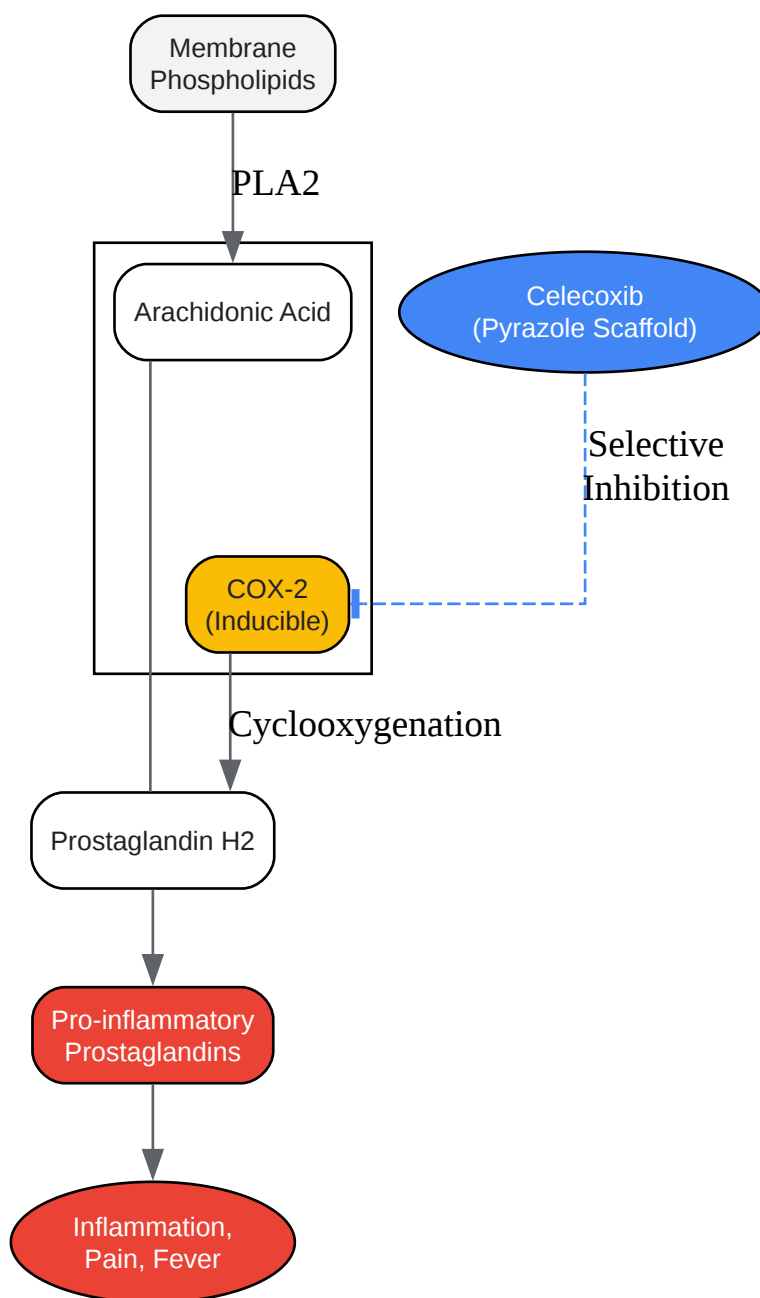 Membrane
Phospholipids
PLA2
Arachidonic Acid
Celecoxib
(Pyrazole Scaffold)
Selective
Inhibition
COX-2
(Inducible)
Cyclooxygenation
Prostaglandin H2
Pro-inflammatory
Prostaglandins
Inflammation,
Pain, Fever